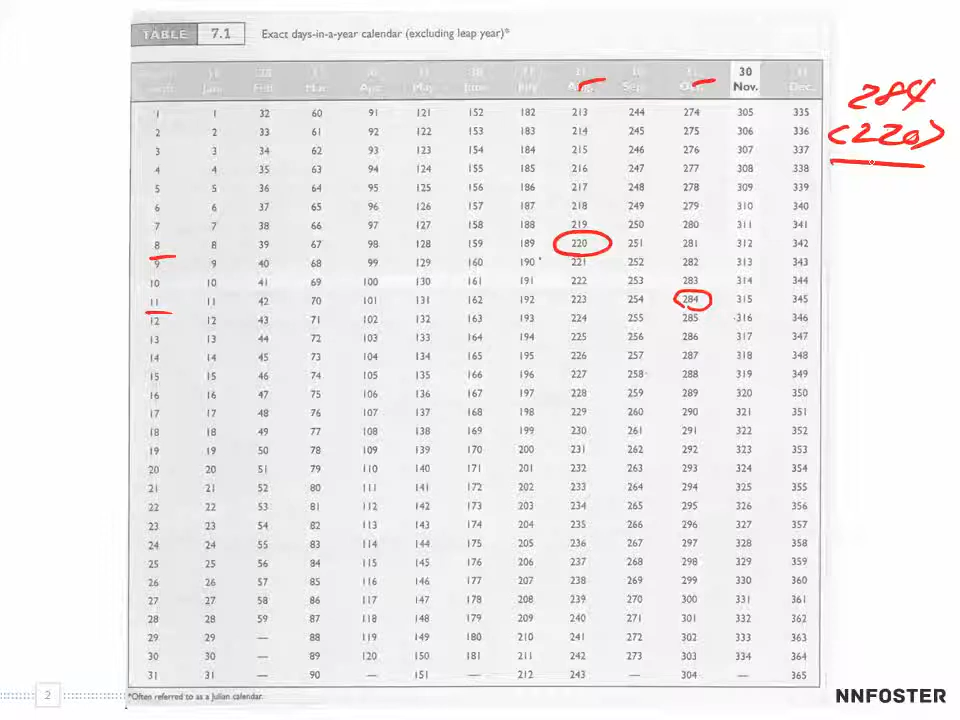 TABLE 7.1 Exact days-in-a-year calendar (excluding leap year)*
31 28 31 30 31 30 31 31 30 31 30 31
Jan. Feb. Mar. Apr. May June July Aug. Sep. Oct. Nov. Dec.
1 1 32 60 91 121 152 182 213 244 274 305 335
2 2 33 61 92 122 153 183 214 245 275 306 336
3 3 34 62 93 123 154 184 215 246 276 307 337
4 4 35 63 94 124 155 185 216 247 277 308 338
5 5 36 64 95 125 156 186 217 248 278 309 339
6 6 37 65 96 126 157 187 218 249 279 310 340
7 7 38 66 97 127 158 188 219 250 280 311 341
8 8 39 67 98 128 159 189 220 251 281 312 342
9 9 40 68 99 129 160 190 221 252 282 313 343
10 10 41 69 100 130 161 191 222 253 283 314 344
11 11 42 70 101 131 162 192 223 254 284 315 345
12 12 43 71 102 132 163 193 224 255 285 316 346
13 13 44 72 103 133 164 194 225 256 286 317 347
14 14 45 73 104 134 165 195 226 257 287 318 348
15 15 46 74 105 135 166 196 227 258 288 319 349
16 16 47 75 106 136 167 197 228 259 289 320 350
17 17 48 76 107 137 168 198 229 260 290 321 351
18 18 49 77 108 138 169 199 230 261 291 322 352
19 19 50 78 109 139 170 200 231 262 292 323 353
20 20 51 79 110 140 171 201 232 263 293 324 354
21 21 52 80 111 141 172 202 233 264 294 325 355
22 22 53 81 112 142 173 203 234 265 295 326 356
23 23 54 82 113 143 174 204 235 266 296 327 357
24 24 55 83 114 144 175 205 236 267 297 328 358
25 25 56 84 115 145 176 206 237 268 298 329 359
26 26 57 85 116 146 177 207 238 269 299 330 360
27 27 58 86 117 147 178 208 239 270 300 331 361
28 28 59 87 118 148 179 209 240 271 301 332 362
29 29 — 88 119 149 180 210 241 272 302 333 363
30 30 — 89 120 150 181 211 242 273 303 334 364
31 31 — 90 — 151 — 212 243 — 304 — 365
*Often referred to as a Julian calendar.
284
(220)
2
NNFOSTER